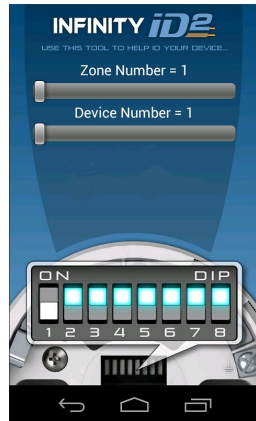 INFINITY iD2
USE THIS TOOL TO HELP ID YOUR DEVICE...
Zone Number = 1
Device Number = 1
ON DIP
1 2 3 4 5 6 7 8